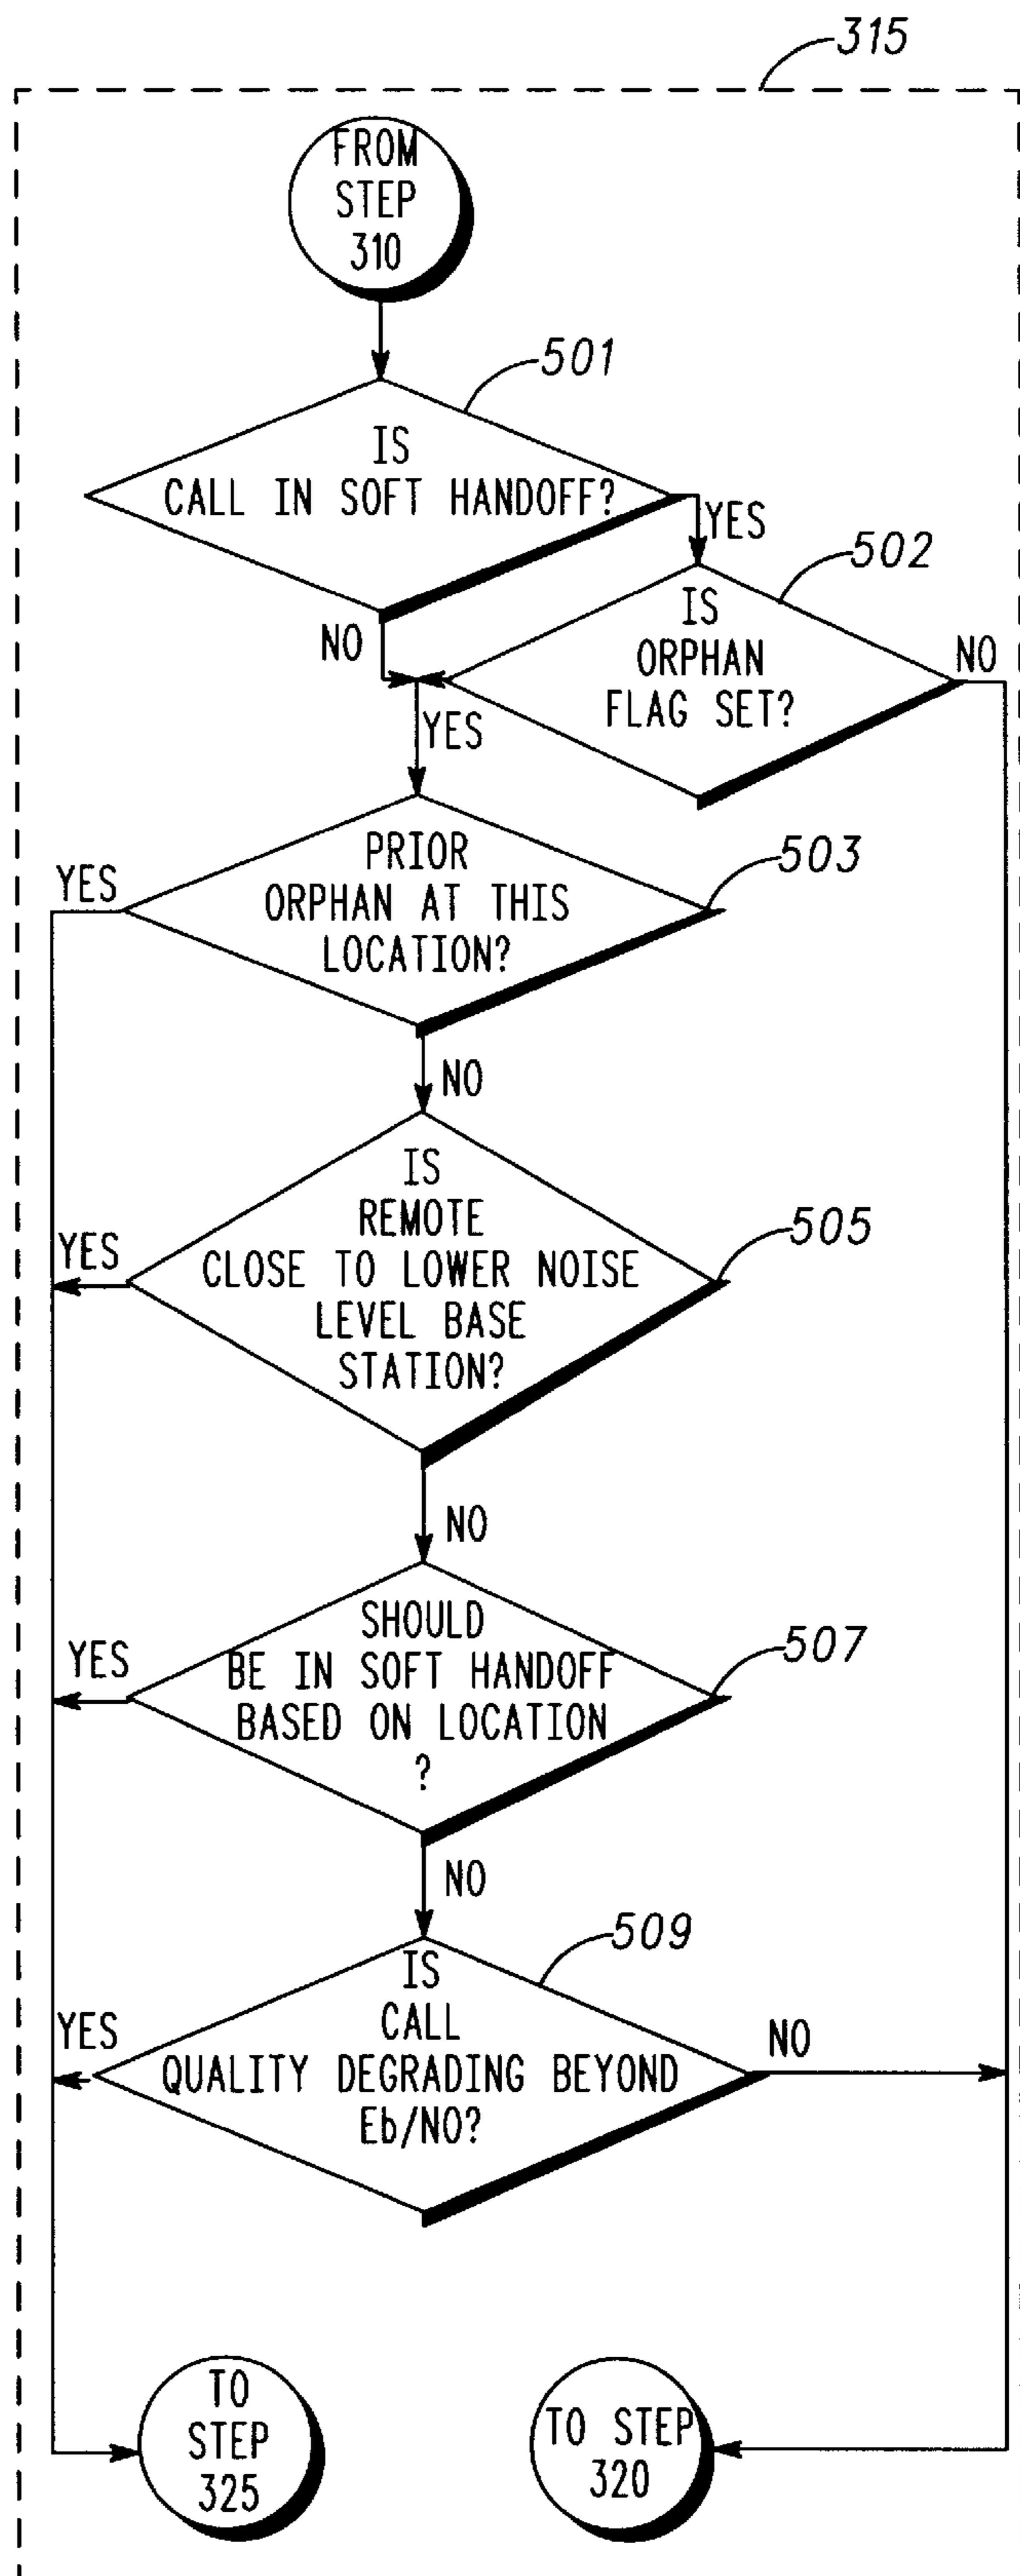 315
FROM
STEP
310
501
IS
CALL IN SOFT HANDOFF?
YES
502
IS
ORPHAN
FLAG SET?
NO
NO
YES
503
PRIOR
ORPHAN AT THIS
LOCATION?
YES
NO
505
IS
REMOTE
CLOSE TO LOWER NOISE
LEVEL BASE
STATION?
YES
NO
507
SHOULD
BE IN SOFT HANDOFF
BASED ON LOCATION
?
YES
NO
509
IS
CALL
QUALITY DEGRADING BEYOND
Eb/NO?
YES
NO
TO
STEP
325
TO STEP
320